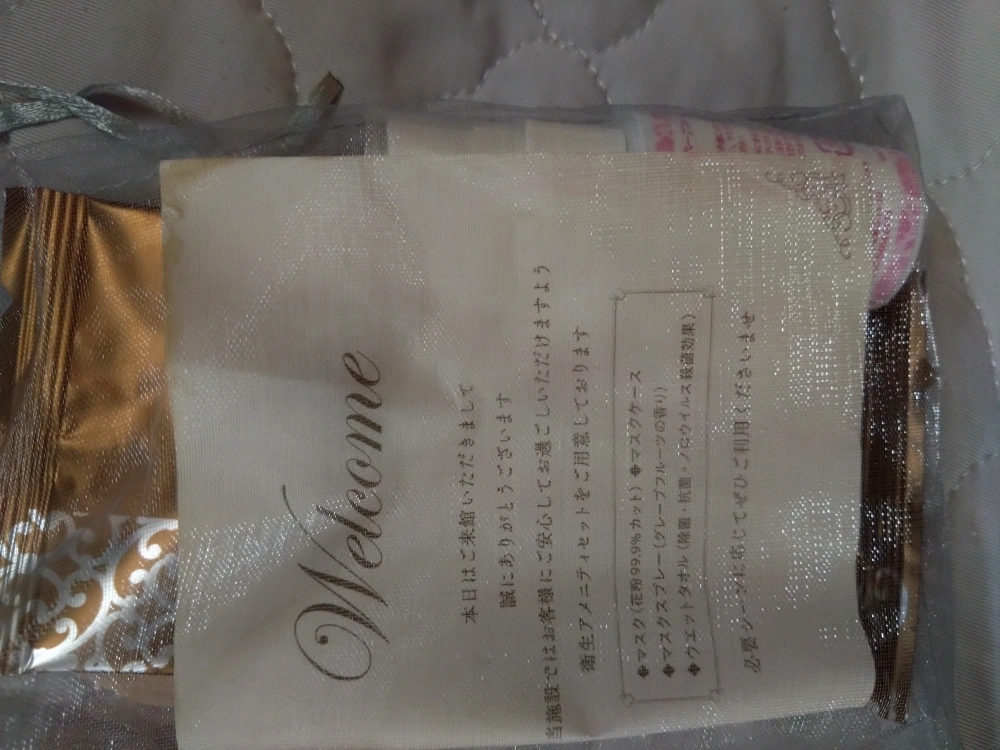 Welcome
本日はご来館いただきまして
誠にありがとうございます
当施設ではお客様にご安心してお過ごしいただけますよう
衛生アメニティセットをご用意しております
◆マスク(花粉99.9%カット)◆マスクケース
◆マスクスプレー(グレープフルーツの香り)
◆ウエットタオル(除菌・抗菌・ノロウイルス殺菌効果)
必要シーンに応じてぜひご利用くださいませ